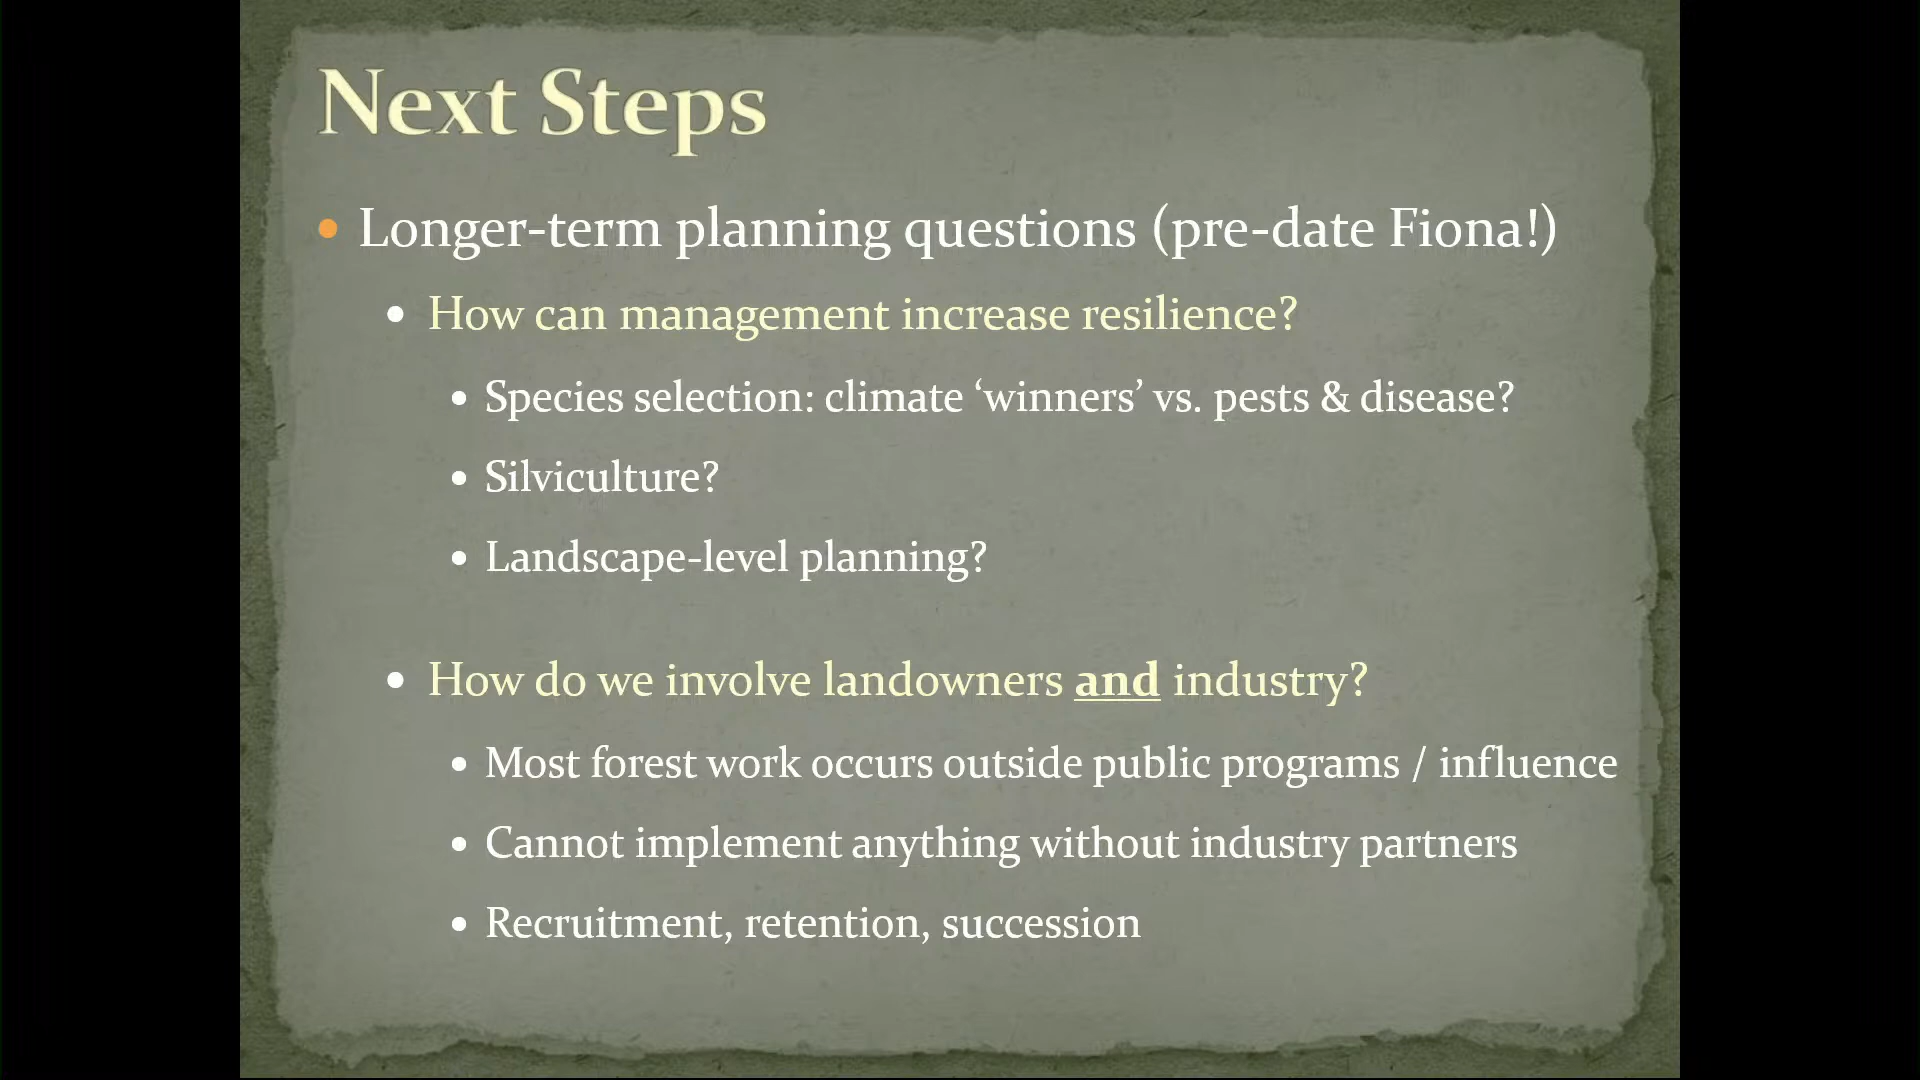 Next Steps
Longer-term planning questions (pre-date Fiona!)
How can management increase resilience?
Species selection: climate ‘winners’ vs. pests & disease?
Silviculture?
Landscape-level planning?
How do we involve landowners and industry?
Most forest work occurs outside public programs / influence
Cannot implement anything without industry partners
Recruitment, retention, succession